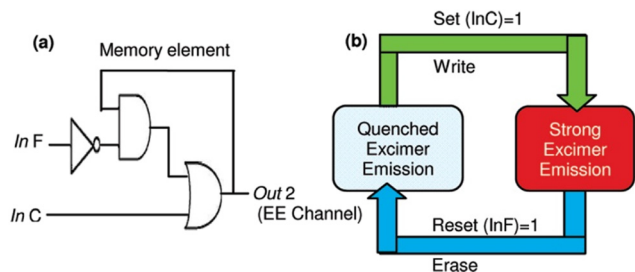 (a)
Memory element
In F
In C
Out 2
(EE Channel)
(b)
Set (InC)=1
Write
Quenched
Excimer
Emission
Strong
Excimer
Emission
Reset (InF)=1
Erase